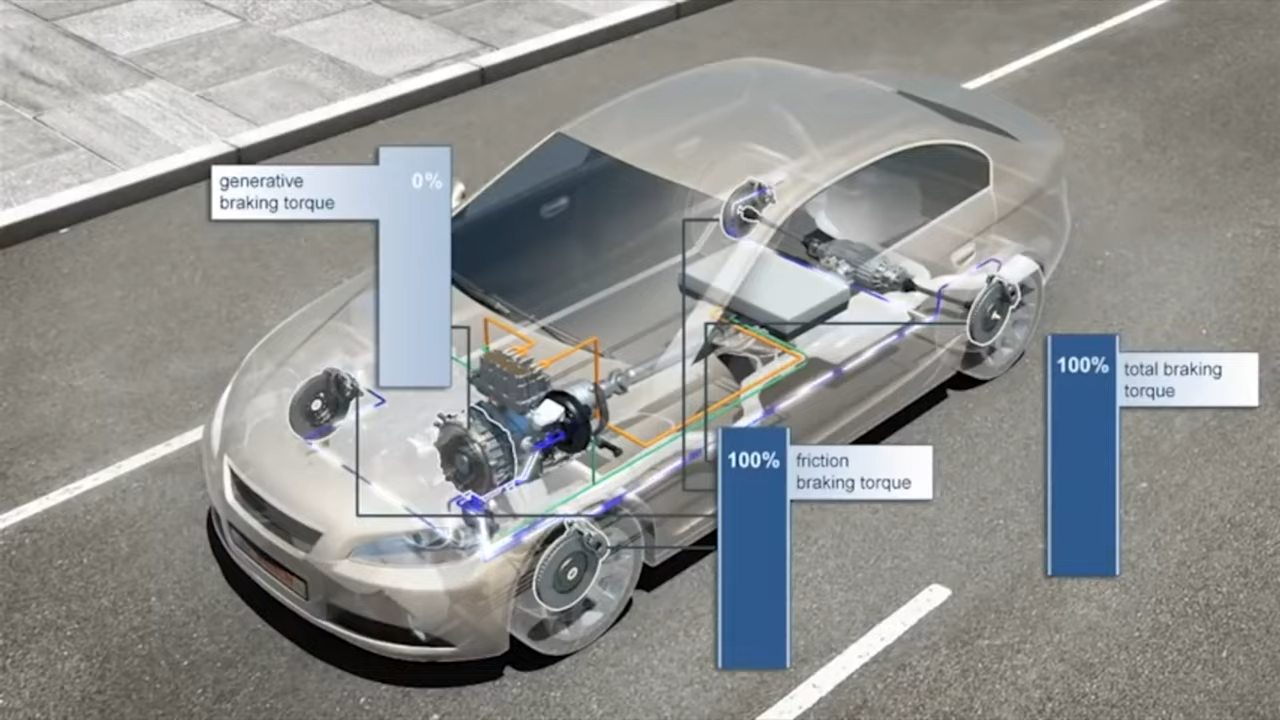 generative
braking torque
0%
100%
total braking
torque
100%
friction
braking torque